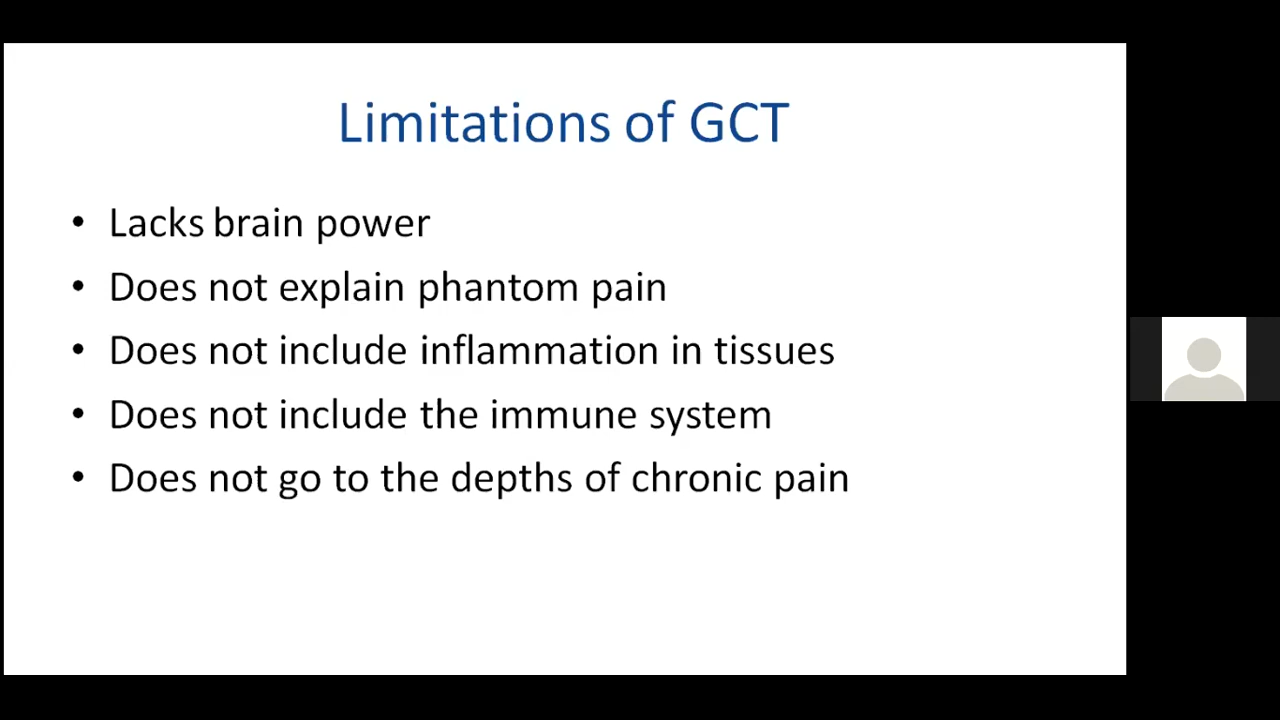 Limitations of GCT
• Lacks brain power
• Does not explain phantom pain
• Does not include inflammation in tissues
• Does not include the immune system
• Does not go to the depths of chronic pain